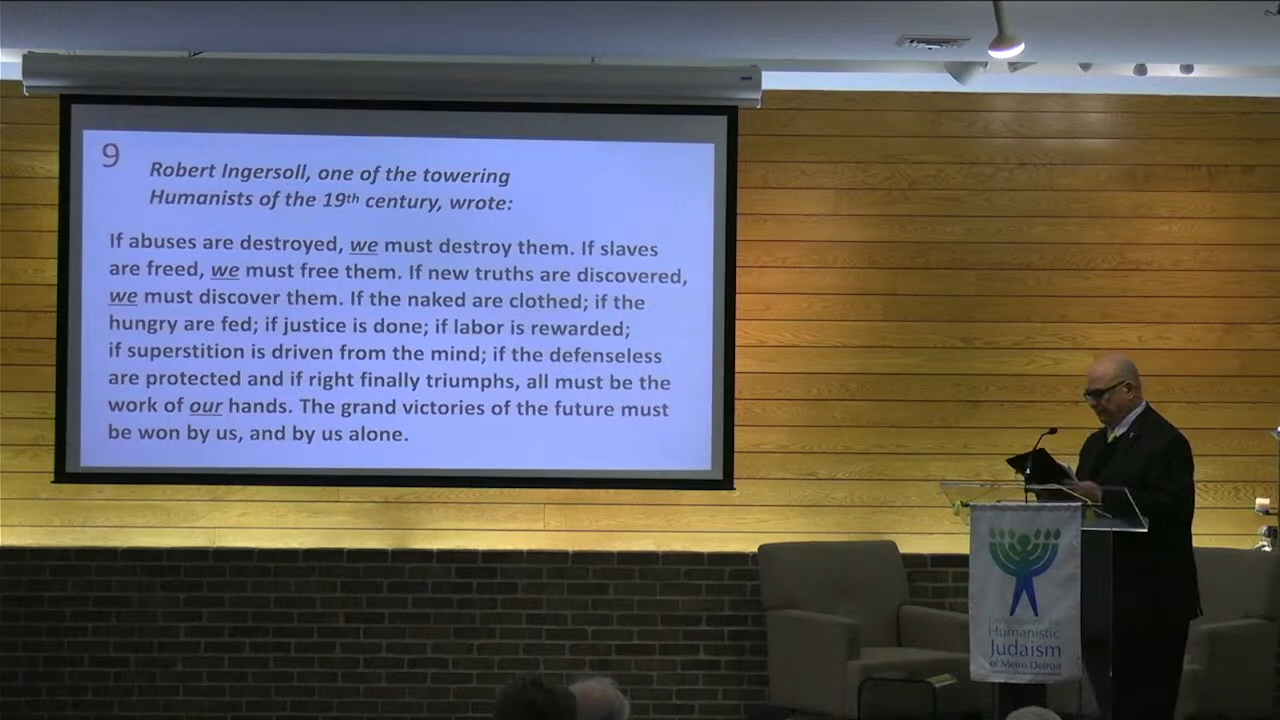 9
Robert Ingersoll, one of the towering
Humanists of the 19th century, wrote:
If abuses are destroyed, we must destroy them. If slaves
are freed, we must free them. If new truths are discovered,
we must discover them. If the naked are clothed; if the
hungry are fed; if justice is done; if labor is rewarded;
if superstition is driven from the mind; if the defenseless
are protected and if right finally triumphs, all must be the
work of our hands. The grand victories of the future must
be won by us, and by us alone.
Congregation for
Humanistic
Judaism
of Metro Detroit